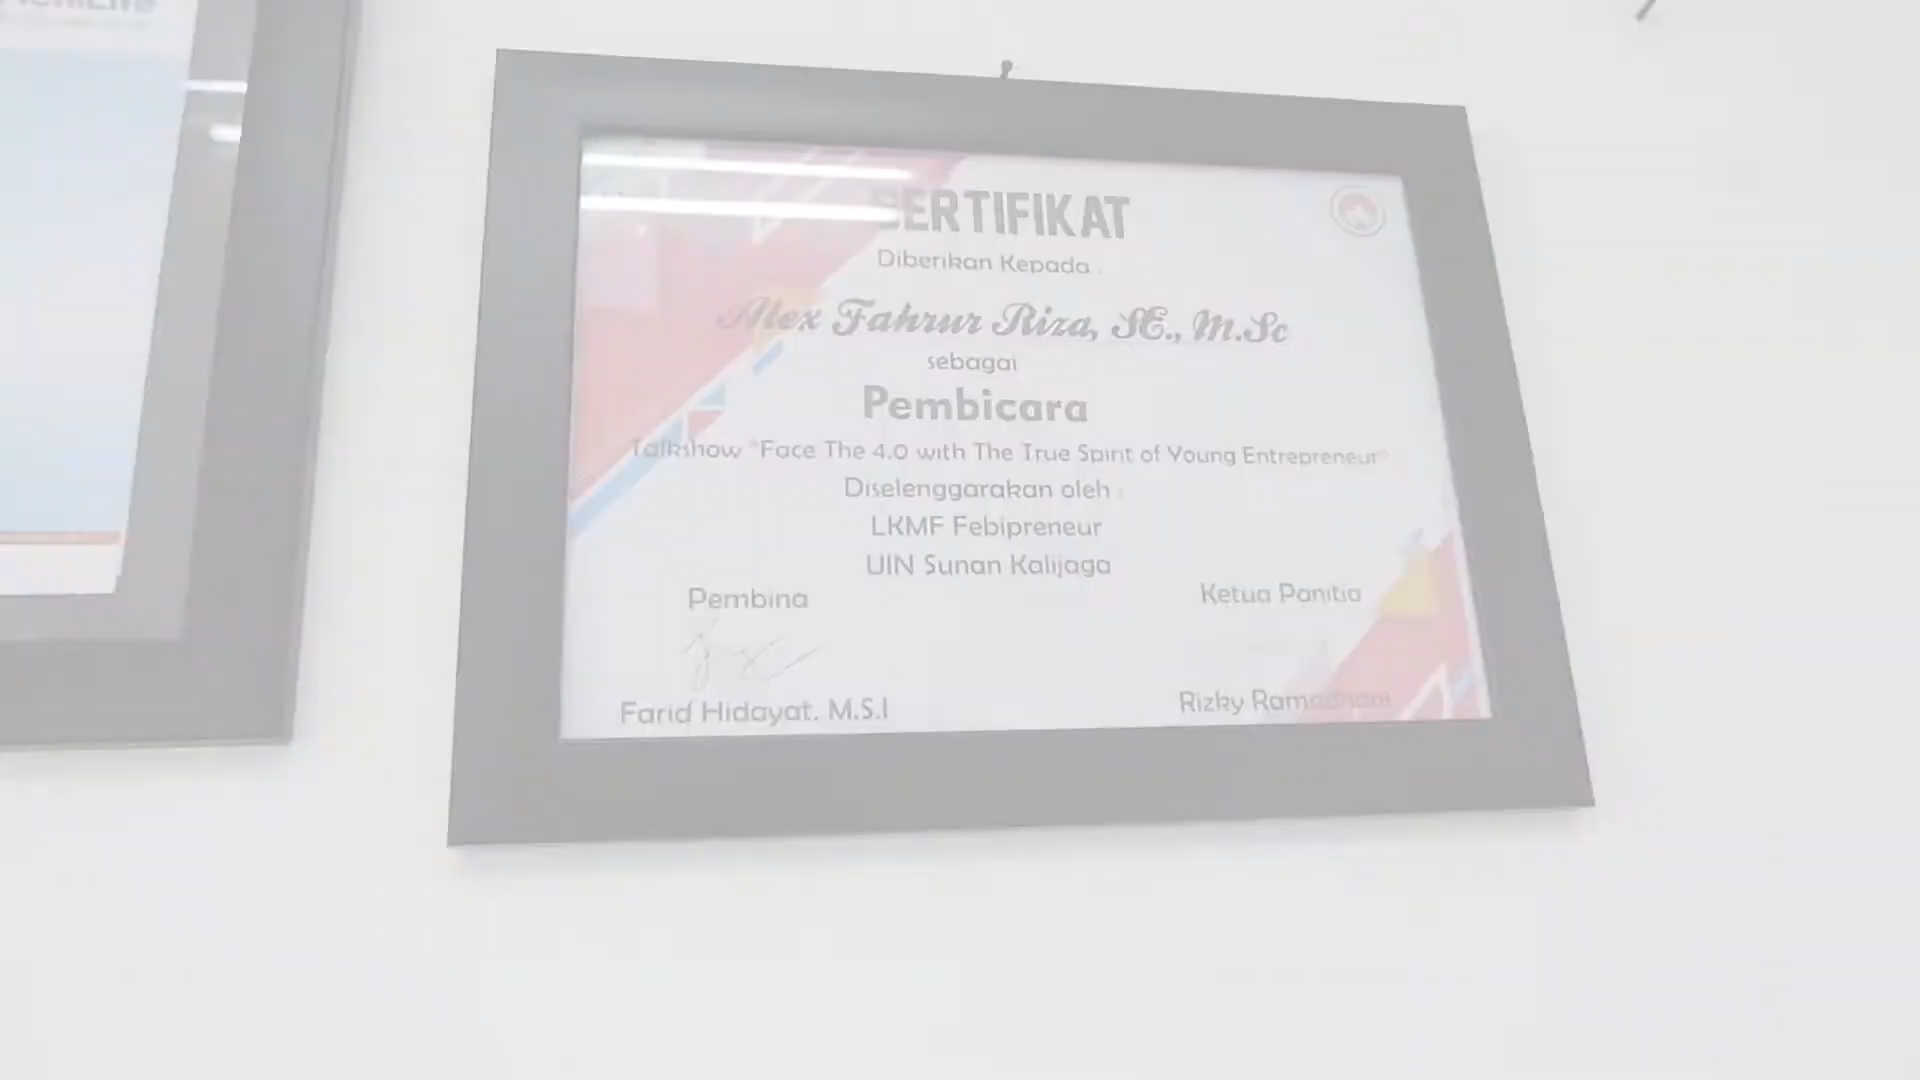 SERTIFIKAT
Diberikan Kepada :
Alex Fahrur Riza, SE., M.Sc
sebagai
Pembicara
Talkshow "Face The 4.0 with The True Spirit of Young Entrepreneur"
Diselenggarakan oleh :
LKMF Febipreneur
UIN Sunan Kalijaga
Pembina
Ketua Panitia
Farid Hidayat. M.S.I
Rizky